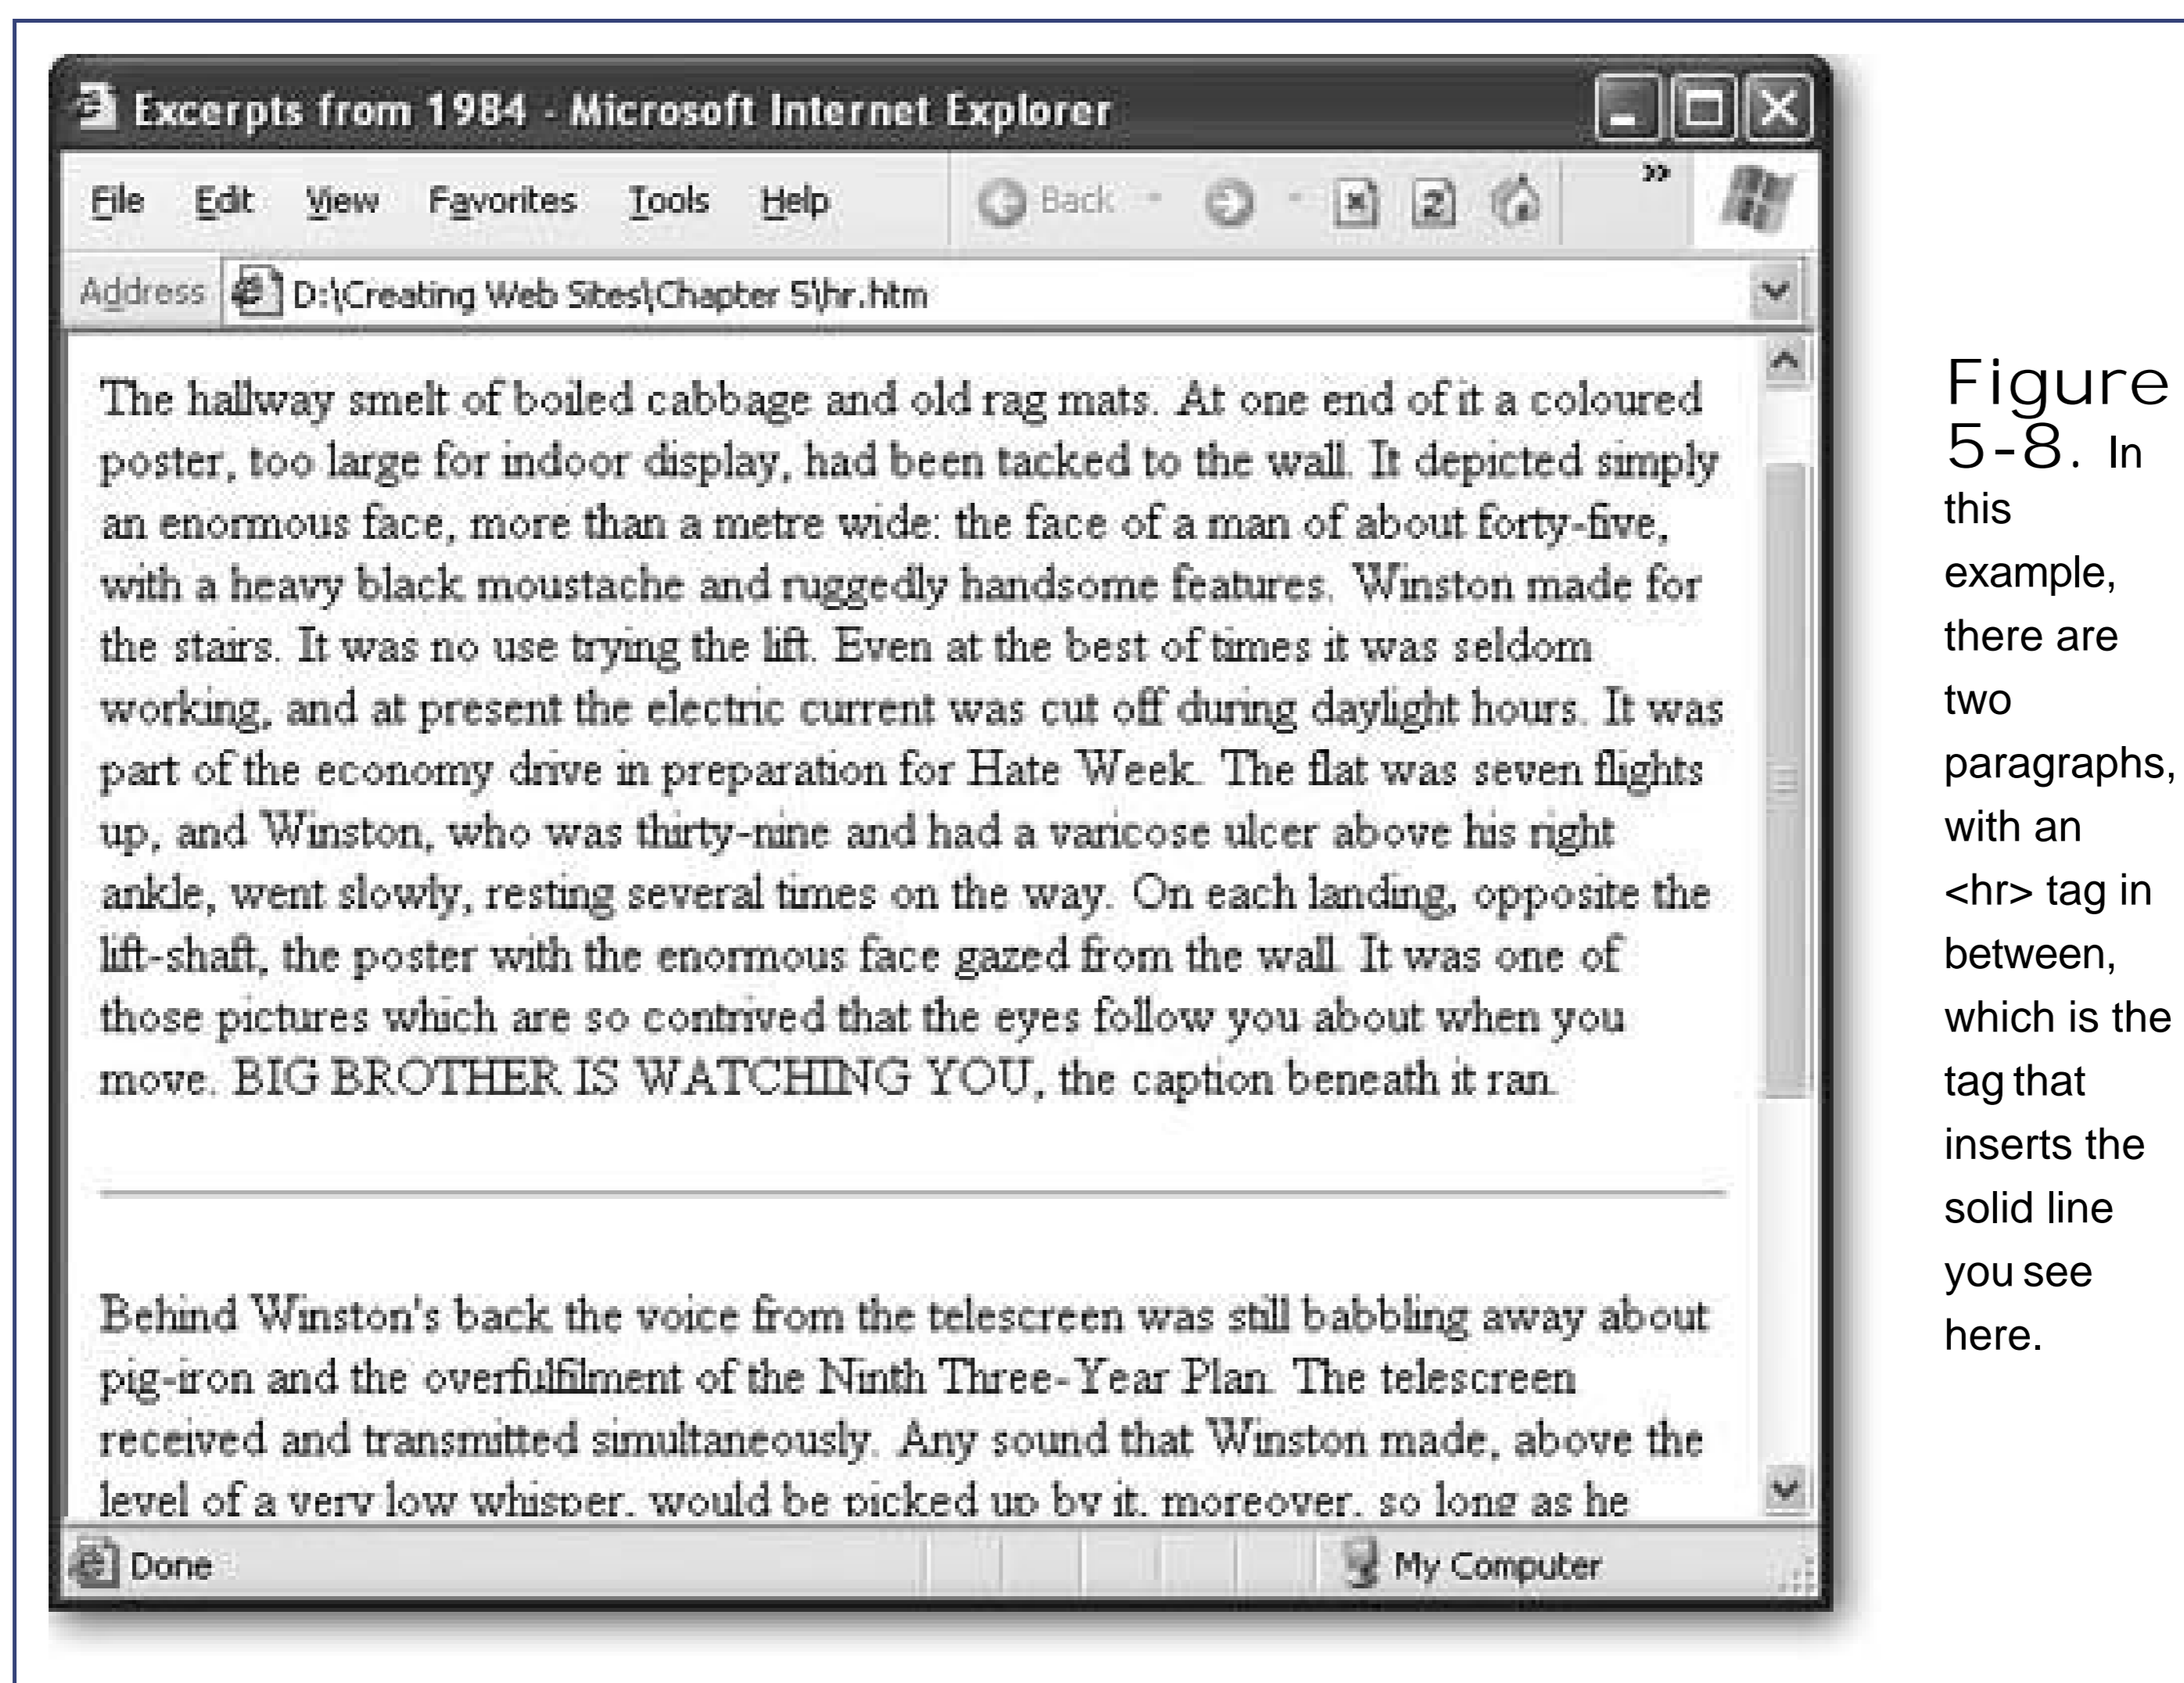 Excerpts from 1984 - Microsoft Internet Explorer
File Edit View Favorites Tools Help Back »
Address D:\Creating Web Sites\Chapter 5\hr.htm
The hallway smelt of boiled cabbage and old rag mats. At one end of it a coloured
poster, too large for indoor display, had been tacked to the wall. It depicted simply
an enormous face, more than a metre wide: the face of a man of about forty-five,
with a heavy black moustache and ruggedly handsome features. Winston made for
the stairs. It was no use trying the lift. Even at the best of times it was seldom
working, and at present the electric current was cut off during daylight hours. It was
part of the economy drive in preparation for Hate Week. The flat was seven flights
up, and Winston, who was thirty-nine and had a varicose ulcer above his right
ankle, went slowly, resting several times on the way. On each landing, opposite the
lift-shaft, the poster with the enormous face gazed from the wall. It was one of
those pictures which are so contrived that the eyes follow you about when you
move. BIG BROTHER IS WATCHING YOU, the caption beneath it ran.
Behind Winston's back the voice from the telescreen was still babbling away about
pig-iron and the overfulfilment of the Ninth Three-Year Plan. The telescreen
received and transmitted simultaneously. Any sound that Winston made, above the
level of a very low whisper, would be picked up by it, moreover, so long as he
Done My Computer
Figure
5-8. In
this
example,
there are
two
paragraphs,
with an
<hr> tag in
between,
which is the
tag that
inserts the
solid line
you see
here.